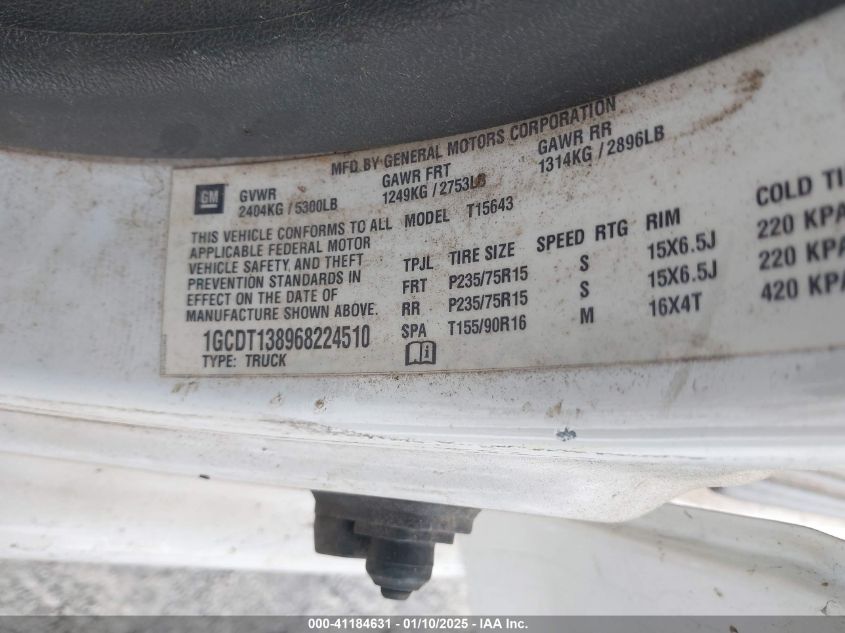 MFD.BY GENERAL MOTORS CORPORATION
GM
GVWR GAWR FRT GAWR RR
2404KG / 5300LB 1249KG / 2753LB 1314KG / 2896LB
THIS VEHICLE CONFORMS TO ALL
APPLICABLE FEDERAL MOTOR
VEHICLE SAFETY, AND THEFT
PREVENTION STANDARDS IN
EFFECT ON THE DATE OF
MANUFACTURE SHOWN ABOVE.
1GCDT138968224510
TYPE: TRUCK
MODEL T15643
TPJL TIRE SIZE SPEED RTG RIM COLD TI
FRT P235/75R15 S 15X6.5J 220 KPA
RR P235/75R15 S 15X6.5J 220 KPA
SPA T155/90R16 M 16X4T 420 KPA
000-41184631 - 01/10/2025 - IAA Inc.